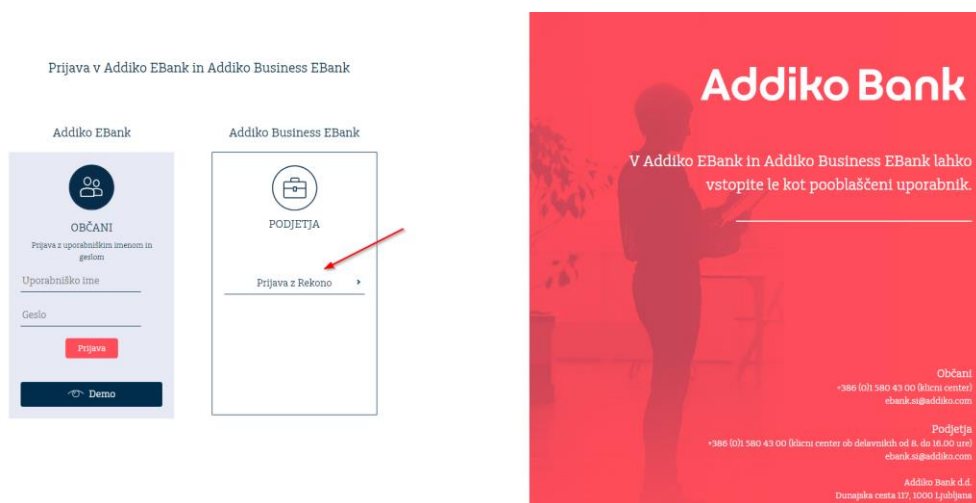 Prijava v Addiko EBank in Addiko Business EBank
Addiko EBank
OBČANI
Prijava z uporabniškim imenom in
geslom
Uporabniško ime
Geslo
Prijava
Demo
Addiko Business EBank
PODJETJA
Prijava z Rekono
Addiko Bank
V Addiko EBank in Addiko Business EBank lahko
vstopite le kot pooblaščeni uporabnik.
Občani
+386 (0)1 580 43 00 (klicni center)
ebank.si@addiko.com
Podjetja
+386 (0)1 580 43 00 (klicni center ob delavnikih od 8. do 16.00 ure)
ebank.si@addiko.com
Addiko Bank d.d.
Dunajska cesta 117, 1000 Ljubljana